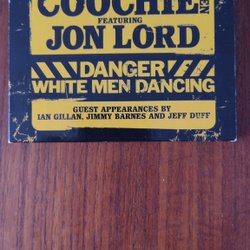 COOCHIE
FEATURING
JON LORD
DANGER
WHITE MEN DANCING
GUEST APPEARANCES BY
IAN GILLAN, JIMMY BARNES AND JEFF DUFF